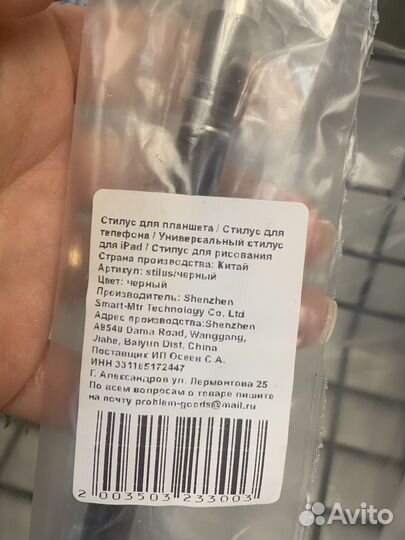 Стилус для планшета / Стилус для
телефона / Универсальный стилус
для iPad / Стилус для рисования
Страна производства: Китай
Артикул: stilus/черный
Цвет: черный
Производитель: Shenzhen
Smart-Mtr Technology Co, Ltd
Адрес производства:Shenzhen
A8540 Dama Road, Wanggang,
Jiahe, Baiyun Dist, China
Поставщик ИП Осеев С.А.
ИНН 331105172447
Г. Александров ул. Лермонтова 25
По всем вопросам о товаре пишите
на почту problem-goods@mail.ru
2 003503 233003
Avito